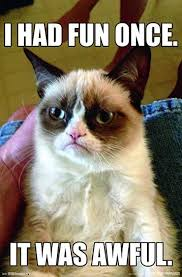 I HAD FUN ONCE.
IT WAS AWFUL.